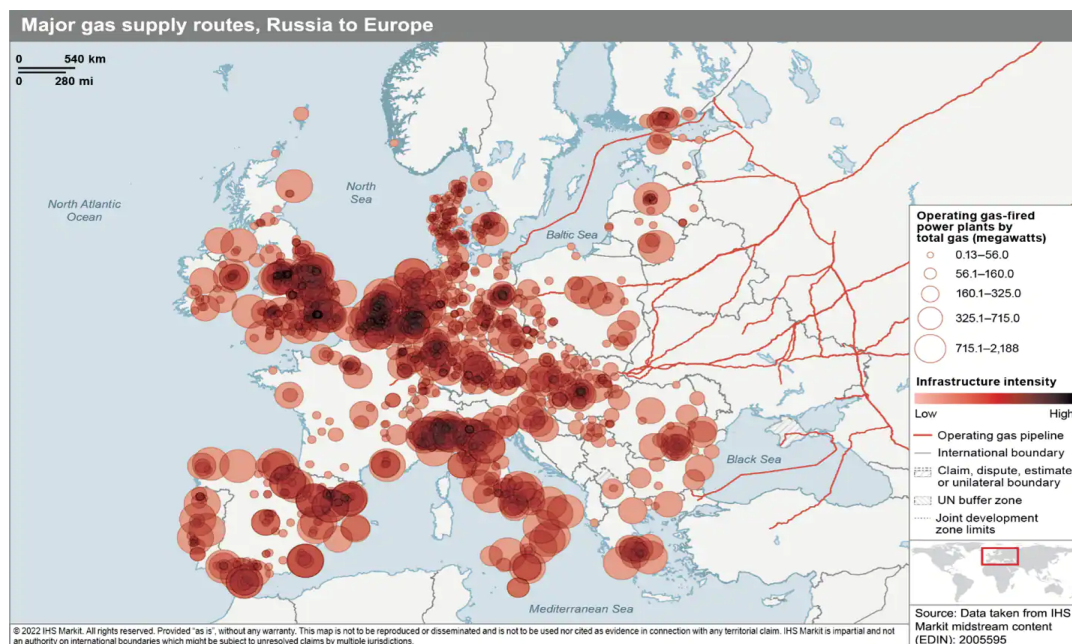 Major gas supply routes, Russia to Europe
0 540 km
0 280 mi
North Atlantic
Ocean
North
Sea
Baltic Sea
Black Sea
Mediterranean Sea
Operating gas-fired
power plants by
total gas (megawatts)
0.13–56.0
56.1–160.0
160.1–325.0
325.1–715.0
715.1–2,188
Infrastructure intensity
Low High
Operating gas pipeline
International boundary
Claim, dispute, estimate
or unilateral boundary
UN buffer zone
Joint development
zone limits
Source: Data taken from IHS
Markit midstream content
(EDIN): 2005595
© 2022 IHS Markit. All rights reserved. Provided "as is", without any warranty. This map is not to be reproduced or disseminated and is not to be used nor cited as evidence in connection with any territorial claim. IHS Markit is impartial and not
an authority on international boundaries which might be subject to unresolved claims by multiple jurisdictions.